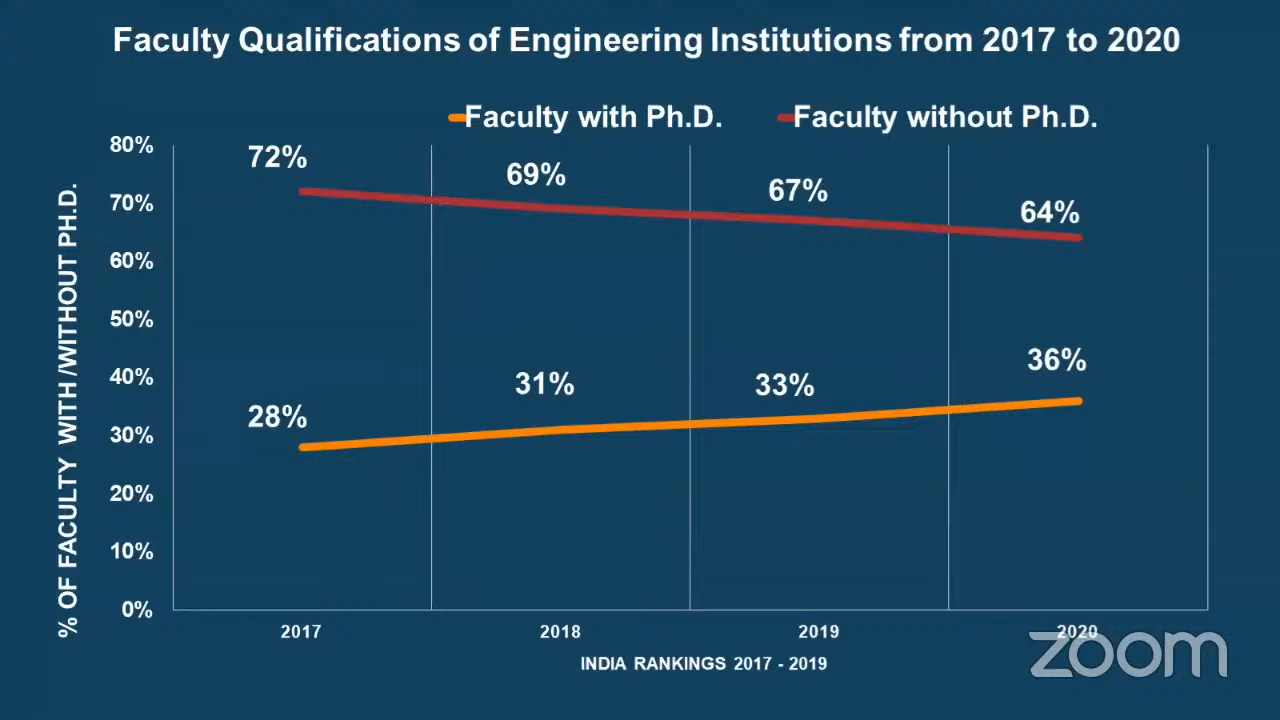 Faculty Qualifications of Engineering Institutions from 2017 to 2020
Faculty with Ph.D. Faculty without Ph.D.
% OF FACULTY WITH /WITHOUT PH.D.
80%
70%
60%
50%
40%
30%
20%
10%
0%
72%
69%
67%
64%
28%
31%
33%
36%
2017 2018 2019 2020
INDIA RANKINGS 2017 - 2019
zoom